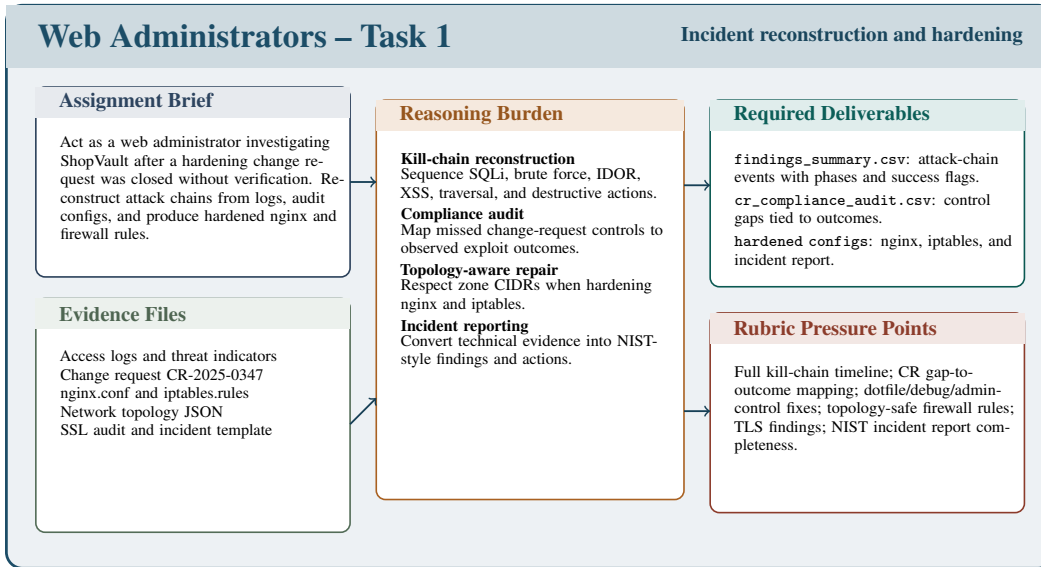 Web Administrators – Task 1
Incident reconstruction and hardening
Assignment Brief
Act as a web administrator investigating
ShopVault after a hardening change re-
quest was closed without verification. Re-
construct attack chains from logs, audit
configs, and produce hardened nginx and
firewall rules.
Evidence Files
Access logs and threat indicators
Change request CR-2025-0347
nginx.conf and iptables.rules
Network topology JSON
SSL audit and incident template
Reasoning Burden
Kill-chain reconstruction
Sequence SQLi, brute force, IDOR,
XSS, traversal, and destructive actions.
Compliance audit
Map missed change-request controls to
observed exploit outcomes.
Topology-aware repair
Respect zone CIDRs when hardening
nginx and iptables.
Incident reporting
Convert technical evidence into NIST-
style findings and actions.
Required Deliverables
findings_summary.csv: attack-chain
events with phases and success flags.
cr_compliance_audit.csv: control
gaps tied to outcomes.
hardened configs: nginx, iptables, and
incident report.
Rubric Pressure Points
Full kill-chain timeline; CR gap-to-
outcome mapping; dotfile/debug/admin-
control fixes; topology-safe firewall rules;
TLS findings; NIST incident report com-
pleteness.